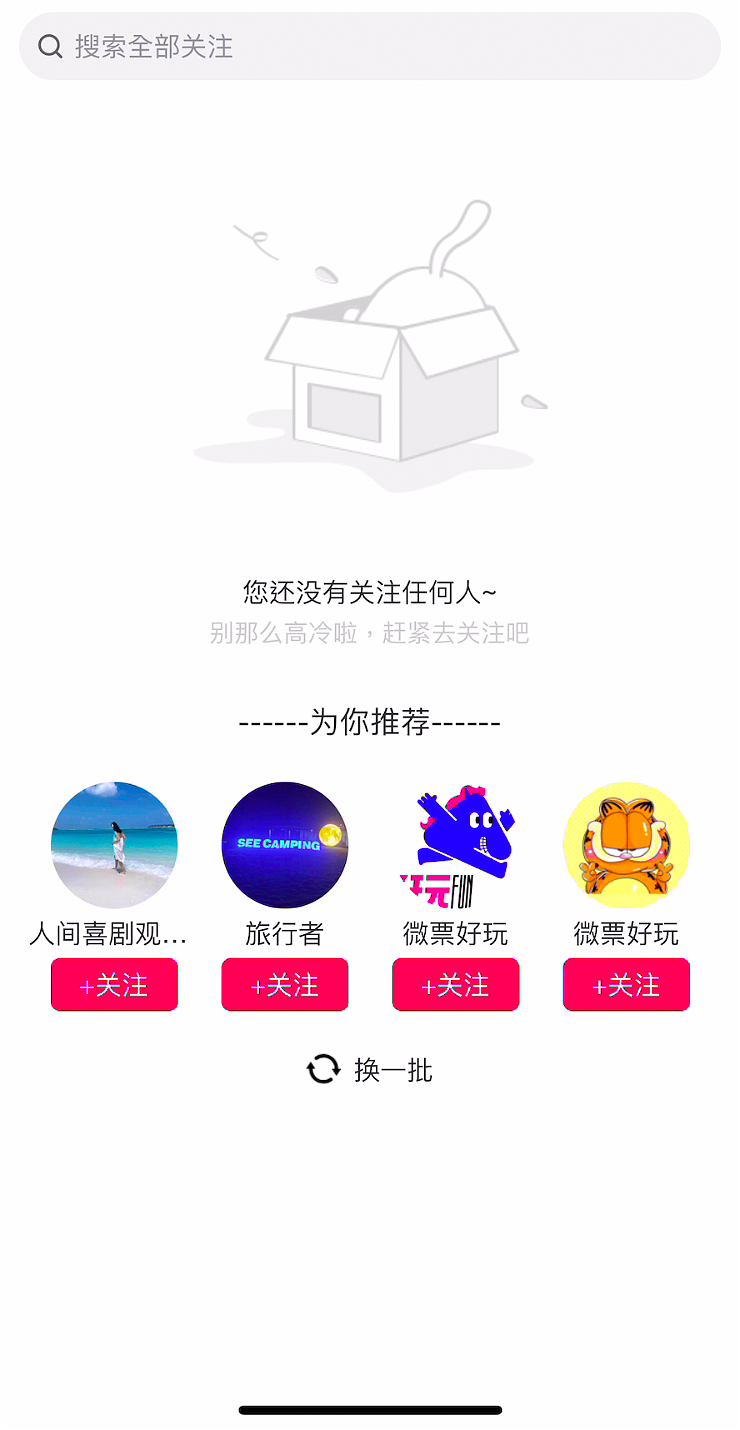 搜索全部关注
您还没有关注任何人~
别那么高冷啦，赶紧去关注吧
------为你推荐------
SEE CAMPING
玩FUN
人间喜剧观... 旅行者 微票好玩 微票好玩
+关注 +关注 +关注 +关注
换一批